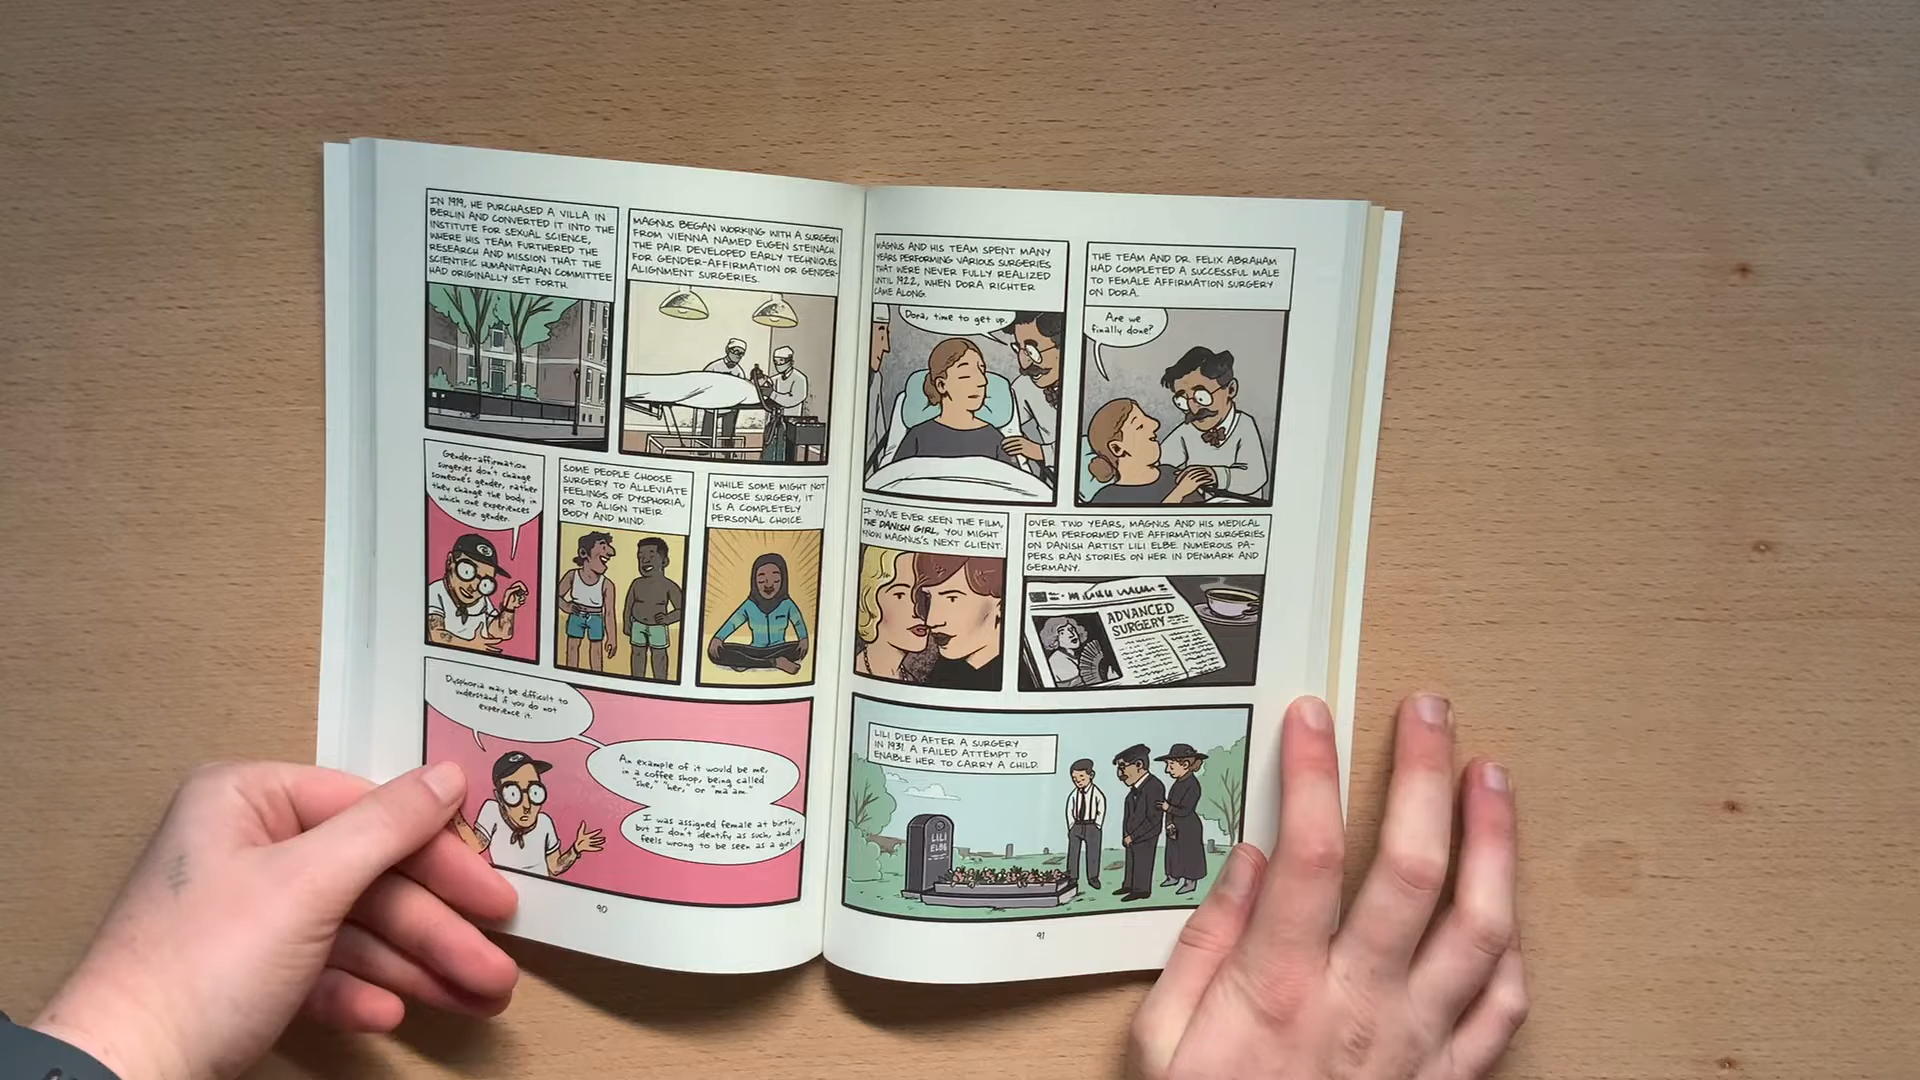 IN 1919, HE PURCHASED A VILLA IN
BERLIN AND CONVERTED IT INTO THE
INSTITUTE FOR SEXUAL SCIENCE,
WHERE HIS TEAM FURTHERED THE
RESEARCH AND MISSION THAT THE
SCIENTIFIC HUMANITARIAN COMMITTEE
HAD ORIGINALLY SET FORTH.
MAGNUS BEGAN WORKING WITH A SURGEON
FROM VIENNA NAMED EUGEN STEINACH.
THE PAIR DEVELOPED EARLY TECHNIQUES
FOR GENDER-AFFIRMATION OR GENDER-
ALIGNMENT SURGERIES.
Gender-affirmation
surgeries don't change
someone's gender, rather
they change the body in
which one experiences
their gender.
SOME PEOPLE CHOOSE
SURGERY TO ALLEVIATE
FEELINGS OF DYSPHORIA,
OR TO ALIGN THEIR
BODY AND MIND.
WHILE SOME MIGHT NOT
CHOOSE SURGERY, IT
IS A COMPLETELY
PERSONAL CHOICE.
Dysphoria may be difficult to
understand if you do not
experience it.
An example of it would be me,
in a coffee shop, being called
"she," "her," or "ma'am."
I was assigned female at birth,
but I don't identify as such, and it
feels wrong to be seen as a girl.
90
MAGNUS AND HIS TEAM SPENT MANY
YEARS PERFORMING VARIOUS SURGERIES
THAT WERE NEVER FULLY REALIZED
UNTIL 1922, WHEN DORA RICHTER
CAME ALONG.
Dora, time to get up.
THE TEAM AND DR. FELIX ABRAHAM
HAD COMPLETED A SUCCESSFUL MALE
TO FEMALE AFFIRMATION SURGERY
ON DORA.
Are we
finally done?
IF YOU'VE EVER SEEN THE FILM,
THE DANISH GIRL, YOU MIGHT
KNOW MAGNUS'S NEXT CLIENT.
OVER TWO YEARS, MAGNUS AND HIS MEDICAL
TEAM PERFORMED FIVE AFFIRMATION SURGERIES
ON DANISH ARTIST LILI ELBE. NUMEROUS PA-
PERS RAN STORIES ON HER IN DENMARK AND
GERMANY.
ADVANCED
SURGERY
LILI DIED AFTER A SURGERY
IN 1931. A FAILED ATTEMPT TO
ENABLE HER TO CARRY A CHILD.
LILI
ELBE
91